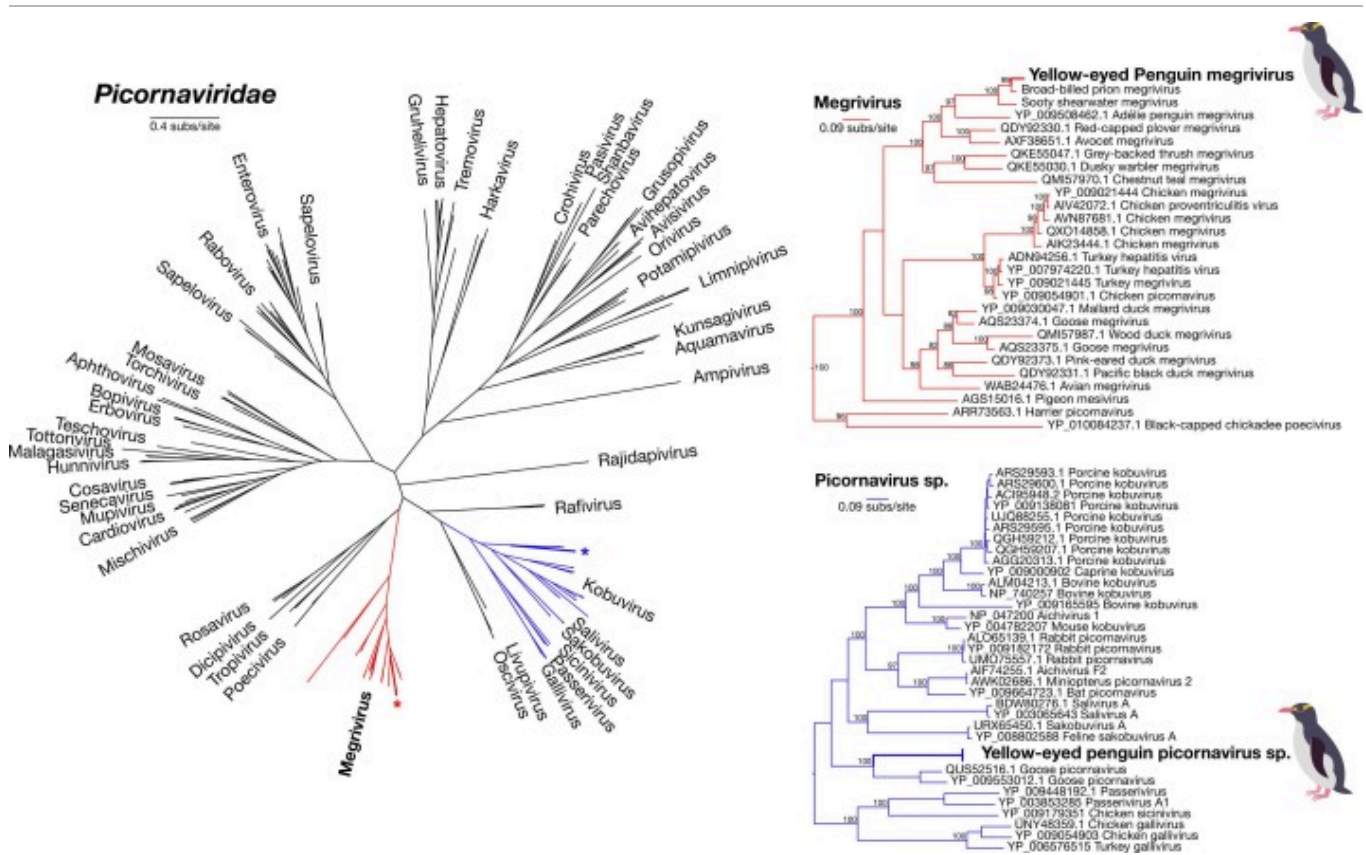 Picornaviridae
0.4 subs/site
Enterovirus
Sapelovirus
Rabovirus
Sapelovirus
Gruhelivirus
Hepatovirus
Tremovirus
Harkavirus
Crohivirus
Pasivirus
Shanbavirus
Parechovirus
Grusopivirus
Avihepatovirus
Avisivirus
Orivirus
Potamipivirus
Limnipivirus
Kunsagivirus
Aquamavirus
Ampivirus
Rajidapivirus
Rafivirus
*
Kobuvirus
Salivirus
Sakobuvirus
Sicinivirus
Passerivirus
Gallivirus
Livupivirus
Oscivirus
*
Megrivirus
Poecivirus
Tropivirus
Dicipivirus
Rosavirus
Mosavirus
Torchivirus
Aphthovirus
Bopivirus
Erbovirus
Teschovirus
Tottorivirus
Malagasivirus
Hunnivirus
Cosavirus
Senecavirus
Mupivirus
Cardiovirus
Mischivirus
Megrivirus
0.09 subs/site
Yellow-eyed Penguin megrivirus
Broad-billed prion megrivirus
Sooty shearwater megrivirus
YP_009508462.1 Adélie penguin megrivirus
QDY92330.1 Red-capped plover megrivirus
AXF38651.1 Avocet megrivirus
QKE55047.1 Grey-backed thrush megrivirus
QKE55030.1 Dusky warbler megrivirus
QMI57970.1 Chestnut teal megrivirus
YP_009021444 Chicken megrivirus
AIV42072.1 Chicken proventriculitis virus
AVN87681.1 Chicken megrivirus
QXO14858.1 Chicken megrivirus
AIK23444.1 Chicken megrivirus
ADN94256.1 Turkey hepatitis virus
YP_007974220.1 Turkey hepatitis virus
YP_009021445 Turkey megrivirus
YP_009054901.1 Chicken picornavirus
YP_009030047.1 Mallard duck megrivirus
AQS23374.1 Goose megrivirus
QMI57987.1 Wood duck megrivirus
AQS23375.1 Goose megrivirus
QDY92373.1 Pink-eared duck megrivirus
QDY92331.1 Pacific black duck megrivirus
WAB24476.1 Avian megrivirus
AGS15016.1 Pigeon mesivirus
ARR73563.1 Harrier picornavirus
YP_010084237.1 Black-capped chickadee poecivirus
Picornavirus sp.
0.09 subs/site
ARS29593.1 Porcine kobuvirus
ARS29600.1 Porcine kobuvirus
ACI95948.2 Porcine kobuvirus
YP_009138081 Porcine kobuvirus
UJQ88255.1 Porcine kobuvirus
ARS29595.1 Porcine kobuvirus
QGH59212.1 Porcine kobuvirus
QGH59207.1 Porcine kobuvirus
AGG20313.1 Porcine kobuvirus
YP_009000902 Caprine kobuvirus
ALM04213.1 Bovine kobuvirus
NP_740257 Bovine kobuvirus
YP_009165595 Bovine kobuvirus
NP_047200 Aichivirus 1
YP_004782207 Mouse kobuvirus
ALO65139.1 Rabbit picornavirus
YP_009182172 Rabbit picornavirus
UMO75557.1 Rabbit picornavirus
AIF74255.1 Aichivirus F2
AWK02686.1 Miniopterus picornavirus 2
YP_009664723.1 Bat picornavirus
BDW80276.1 Salivirus A
YP_003065643 Salivirus A
URX65450.1 Sakobuvirus A
YP_008802588 Feline sakobuvirus A
Yellow-eyed penguin picornavirus sp.
QUS52516.1 Goose picornavirus
YP_009553012.1 Goose picornavirus
YP_009448192.1 Passerivirus
YP_003853285 Passerivirus A1
YP_009179351 Chicken sicinivirus
UNY48359.1 Chicken gallivirus
YP_009054903 Chicken gallivirus
YP_006576515 Turkey gallivirus